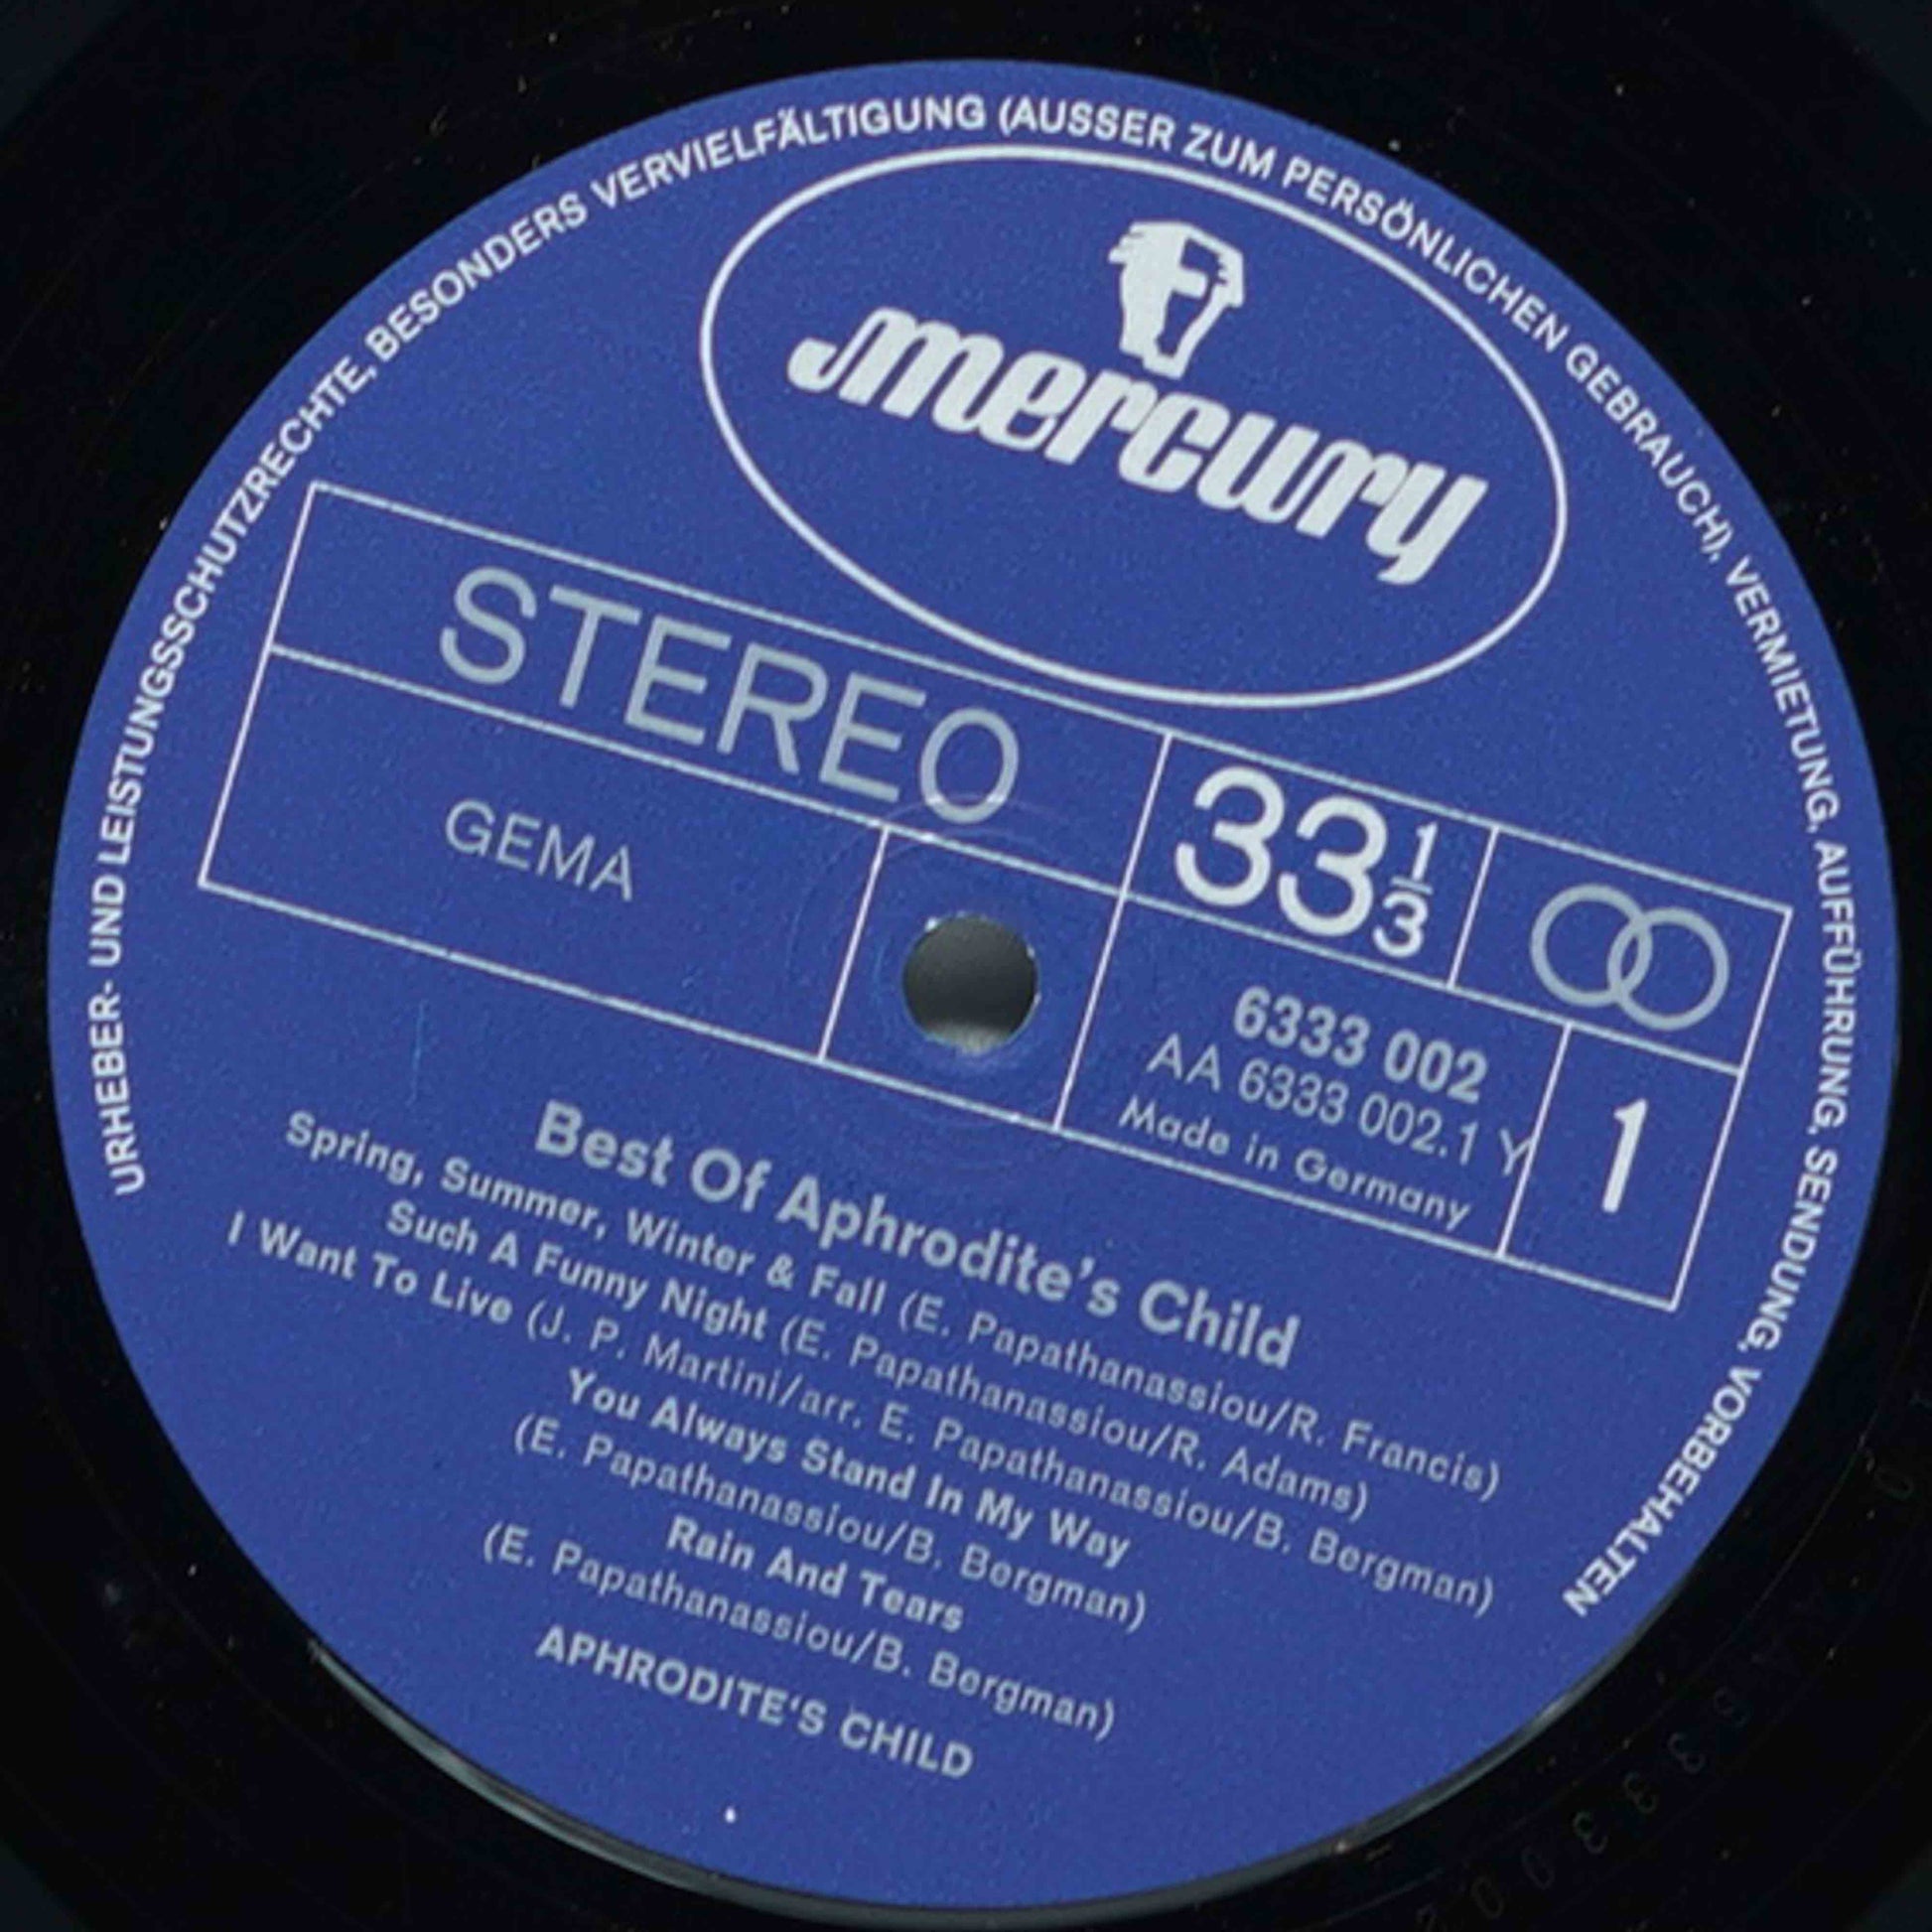 URHEBER- UND LEISTUNGSSCHUTZRECHTE, BESONDERS VERVIELFÄLTIGUNG (AUSSER ZUM PERSÖNLICHEN GEBRAUCH), VERMIETUNG, AUFFÜHRUNG, SENDUNG, VORBEHALTEN
mercury
STEREO
33 1/3
GEMA
6333 002
AA 6333 002.1 Y
Made in Germany
1
Best Of Aphrodite's Child
Spring, Summer, Winter & Fall (E. Papathanassiou/R. Francis)
Such A Funny Night (E. Papathanassiou/R. Adams)
I Want To Live (J. P. Martini/arr. E. Papathanassiou/B. Bergman)
You Always Stand In My Way
(E. Papathanassiou/B. Bergman)
Rain And Tears
(E. Papathanassiou/B. Bergman)
APHRODITE'S CHILD